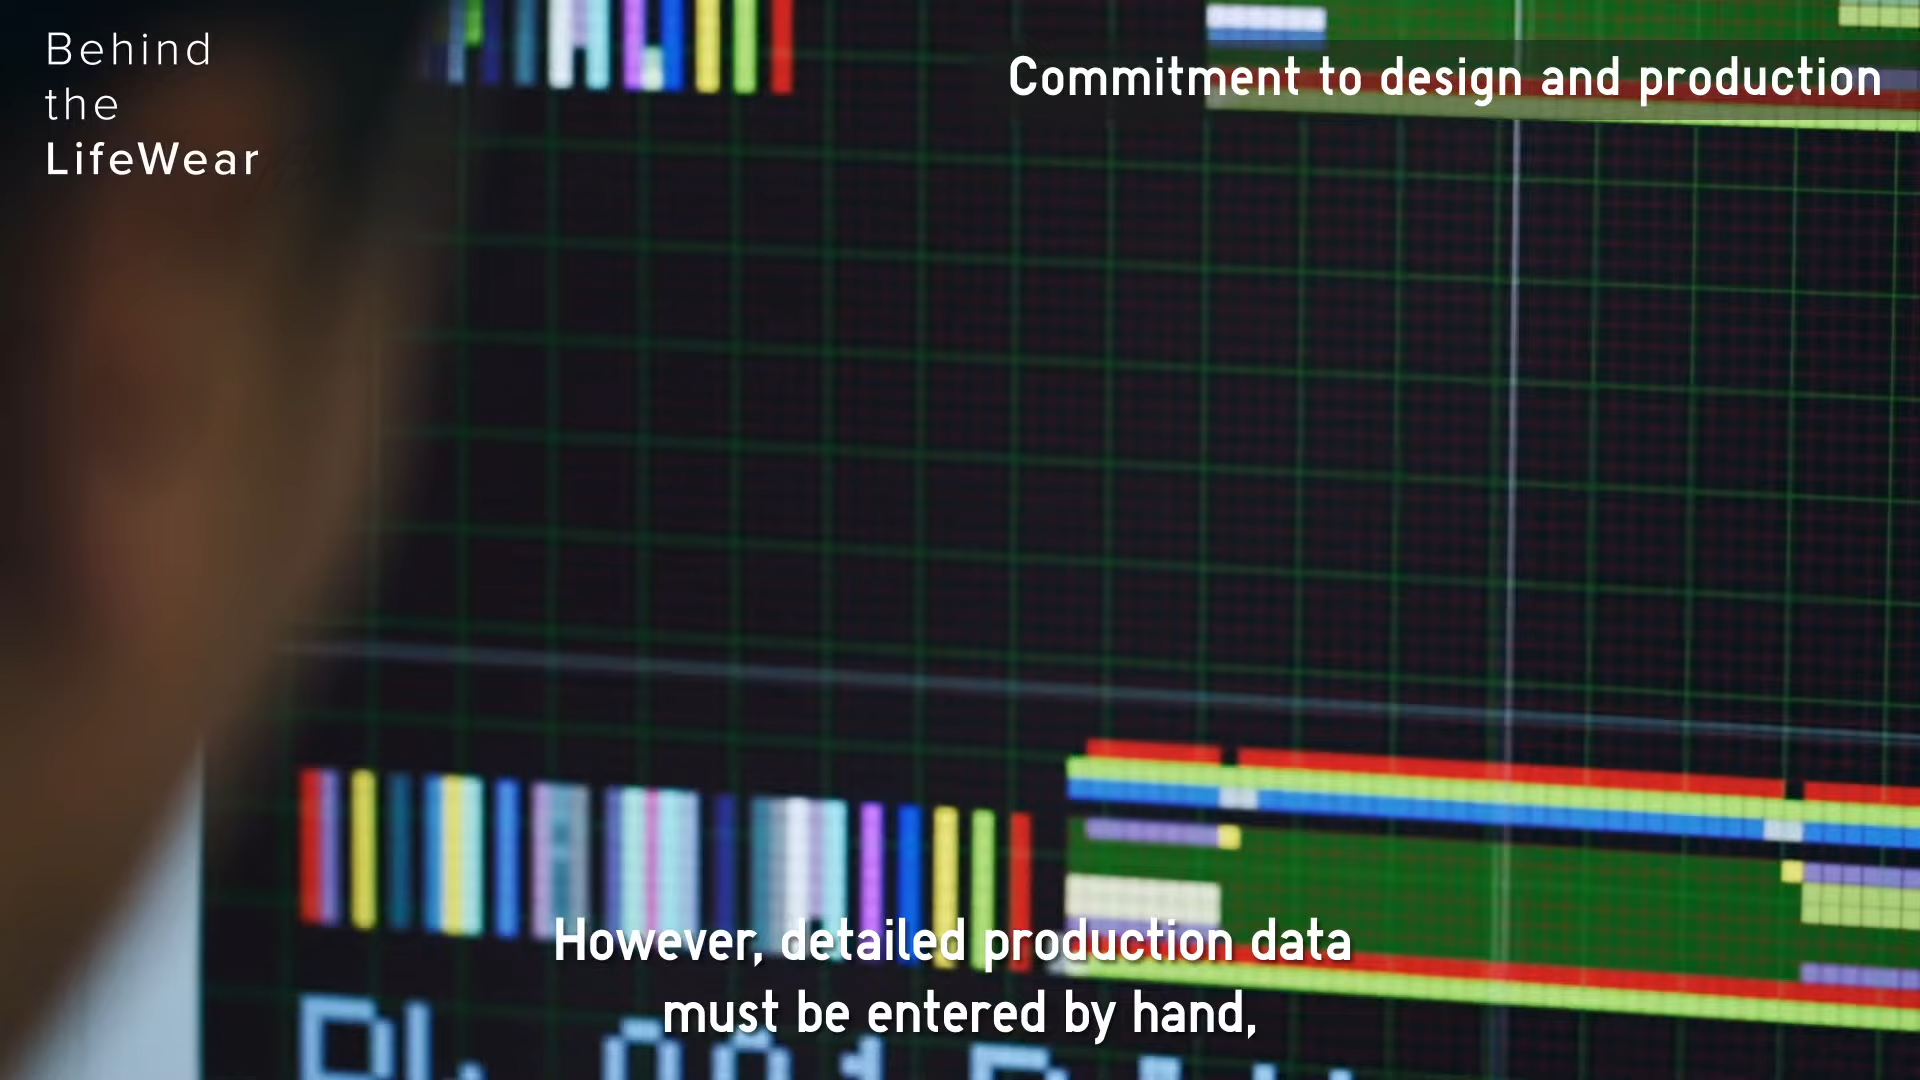 Behind
the
LifeWear
Commitment to design and production
However, detailed production data
must be entered by hand,